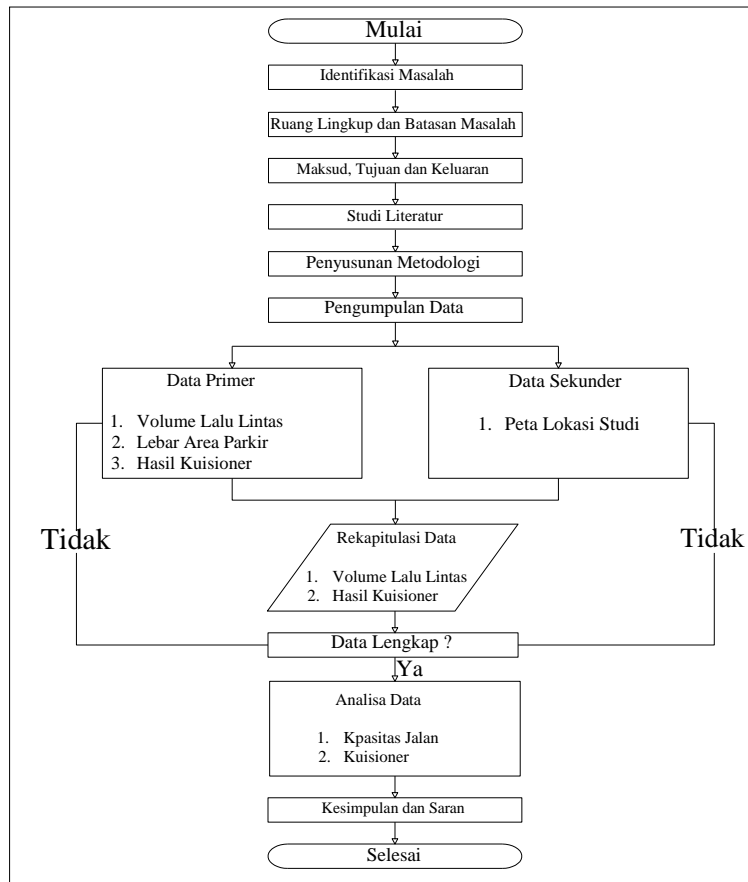 Mulai
Identifikasi Masalah
Ruang Lingkup dan Batasan Masalah
Maksud, Tujuan dan Keluaran
Studi Literatur
Penyusunan Metodologi
Pengumpulan Data
Data Primer
1. Volume Lalu Lintas
2. Lebar Area Parkir
3. Hasil Kuisioner
Data Sekunder
1. Peta Lokasi Studi
Tidak
Tidak
Rekapitulasi Data
1. Volume Lalu Lintas
2. Hasil Kuisioner
Data Lengkap ?
Ya
Analisa Data
1. Kpasitas Jalan
2. Kuisioner
Kesimpulan dan Saran
Selesai